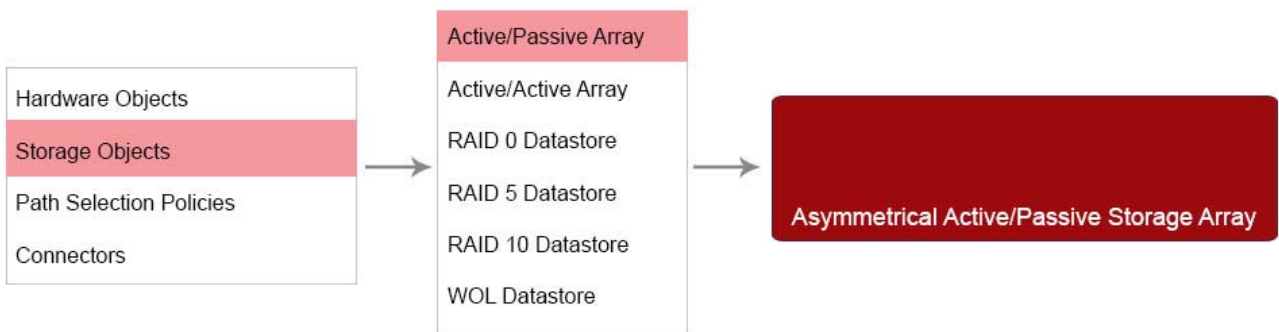 Hardware Objects
Storage Objects
Path Selection Policies
Connectors
Active/Passive Array
Active/Active Array
RAID 0 Datastore
RAID 5 Datastore
RAID 10 Datastore
WOL Datastore
Asymmetrical Active/Passive Storage Array